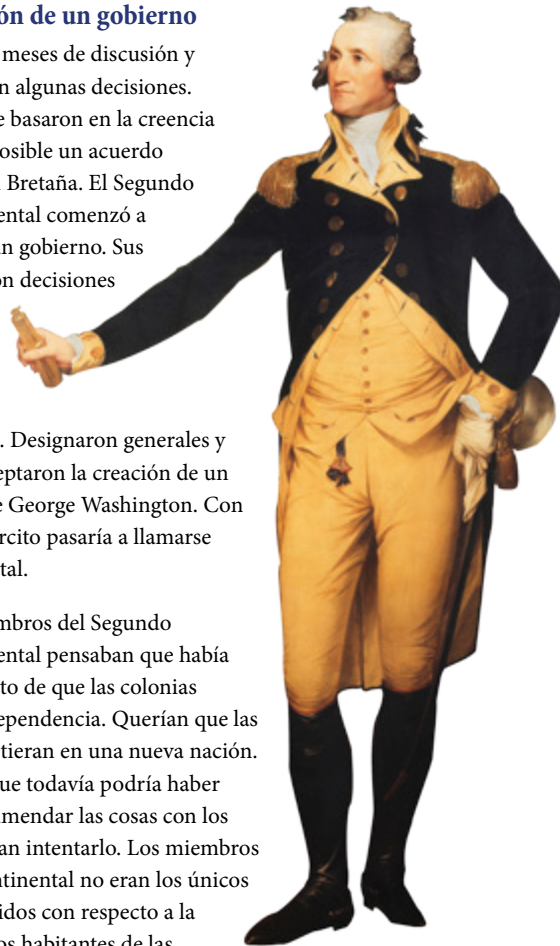 ón de un gobierno
meses de discusión y
n algunas decisiones.
e basaron en la creencia
osible un acuerdo
Bretaña. El Segundo
ental comenzó a
n gobierno. Sus
on decisiones
. Designaron generales y
eptaron la creación de un
e George Washington. Con
rcito pasaría a llamarse
tal.
mbros del Segundo
ental pensaban que había
to de que las colonias
ependencia. Querían que las
tieran en una nueva nación.
ue todavía podría haber
mendar las cosas con los
an intentarlo. Los miembros
ntinental no eran los únicos
idos con respecto a la
os habitantes de las